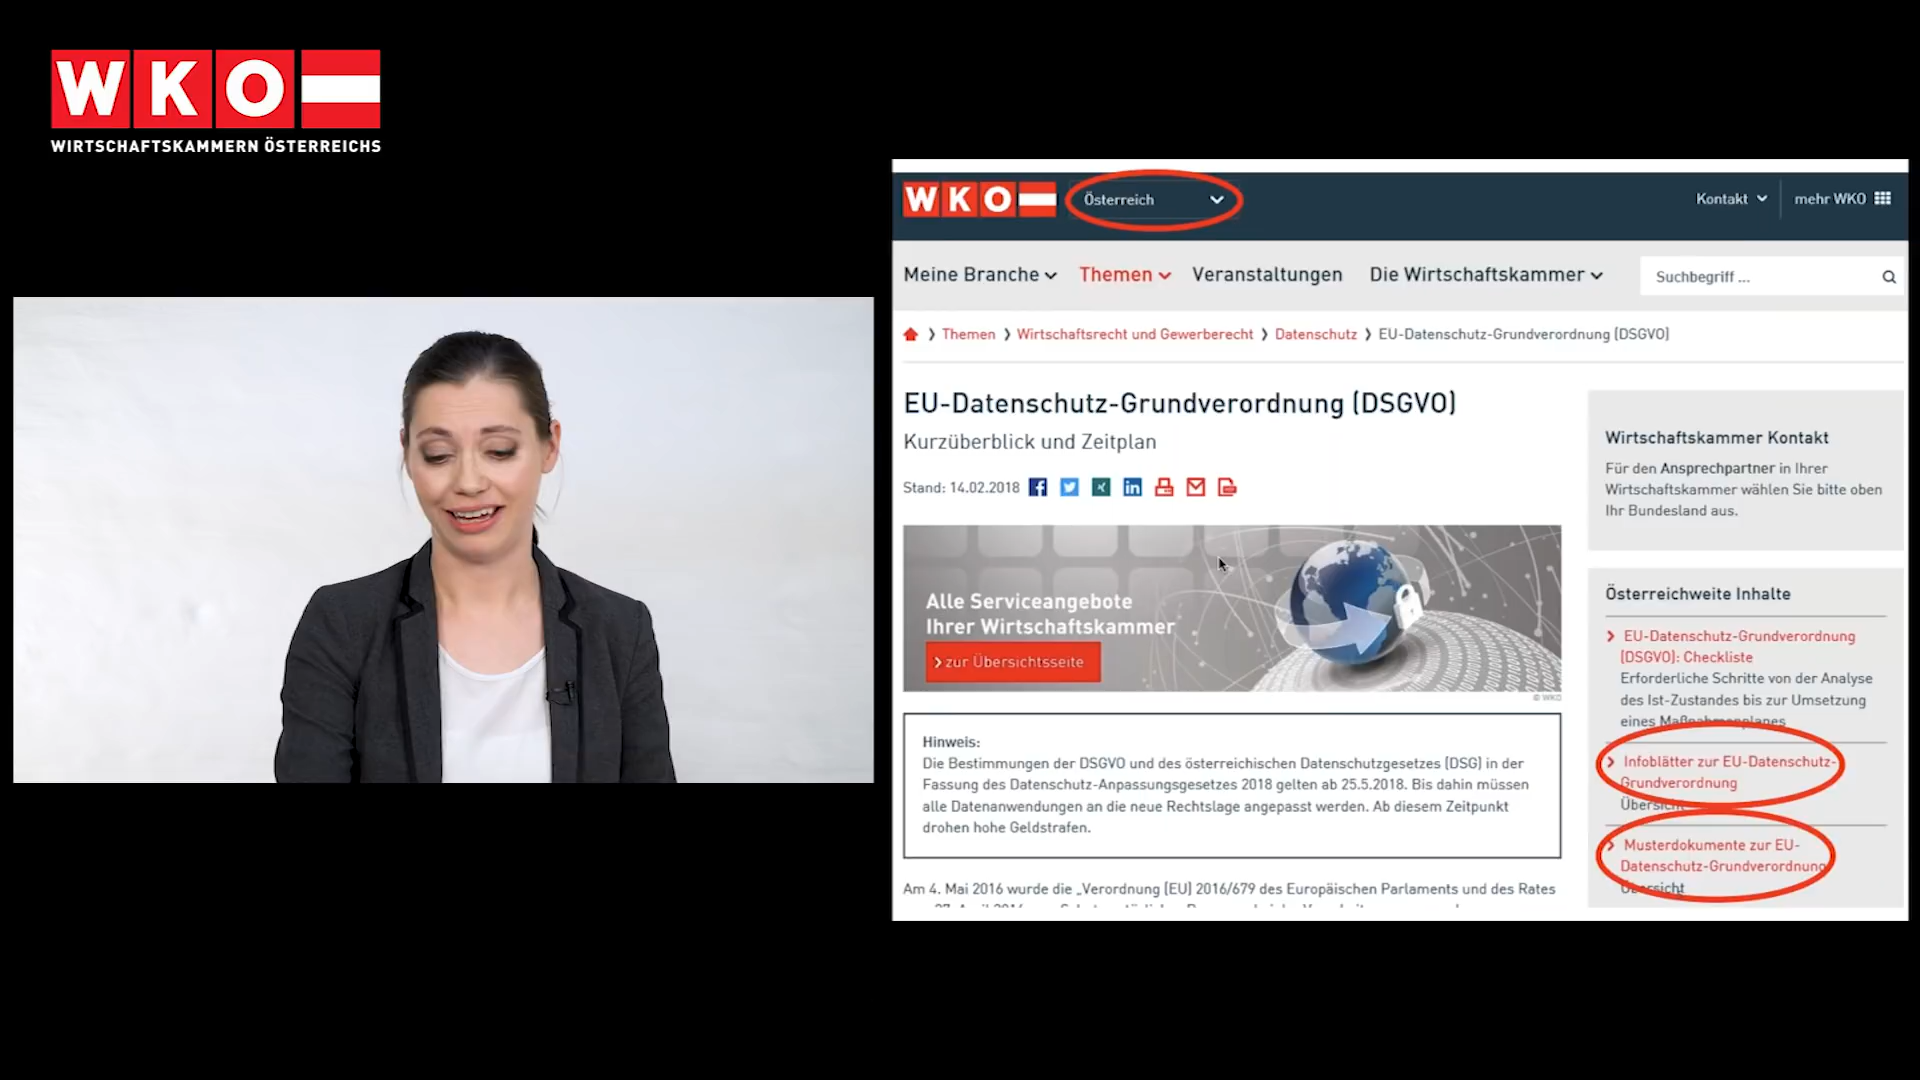 WKO
WIRTSCHAFTSKAMMERN ÖSTERREICHS
WKO
Österreich
Kontakt
mehr WKO
Meine Branche
Themen
Veranstaltungen
Die Wirtschaftskammer
Suchbegriff ...
Themen
Wirtschaftsrecht und Gewerberecht
Datenschutz
EU-Datenschutz-Grundverordnung (DSGVO)
EU-Datenschutz-Grundverordnung (DSGVO)
Kurzüberblick und Zeitplan
Stand: 14.02.2018
Alle Serviceangebote
Ihrer Wirtschaftskammer
zur Übersichtsseite
© WKO
Hinweis:
Die Bestimmungen der DSGVO und des österreichischen Datenschutzgesetzes (DSG) in der
Fassung des Datenschutz-Anpassungsgesetzes 2018 gelten ab 25.5.2018. Bis dahin müssen
alle Datenanwendungen an die neue Rechtslage angepasst werden. Ab diesem Zeitpunkt
drohen hohe Geldstrafen.
Am 4. Mai 2016 wurde die „Verordnung (EU) 2016/679 des Europäischen Parlaments und des Rates
Wirtschaftskammer Kontakt
Für den Ansprechpartner in Ihrer
Wirtschaftskammer wählen Sie bitte oben
Ihr Bundesland aus.
Österreichweite Inhalte
EU-Datenschutz-Grundverordnung
(DSGVO): Checkliste
Erforderliche Schritte von der Analyse
des Ist-Zustandes bis zur Umsetzung
eines Maßnahmenplanes
Infoblätter zur EU-Datenschutz-
Grundverordnung
Übersicht
Musterdokumente zur EU-
Datenschutz-Grundverordnung
Übersicht